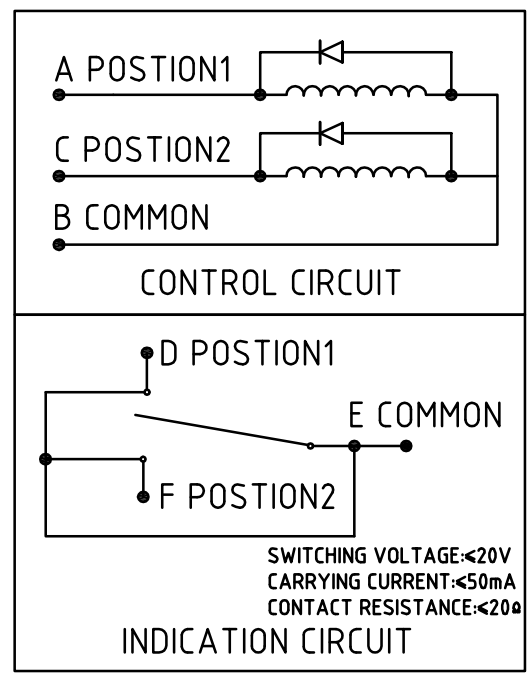 A POSTION1
C POSTION2
B COMMON
CONTROL CIRCUIT
D POSTION1
E COMMON
F POSTION2
SWITCHING VOLTAGE:≤20V
CARRYING CURRENT:≤50mA
CONTACT RESISTANCE:≤20Ω
INDICATION CIRCUIT